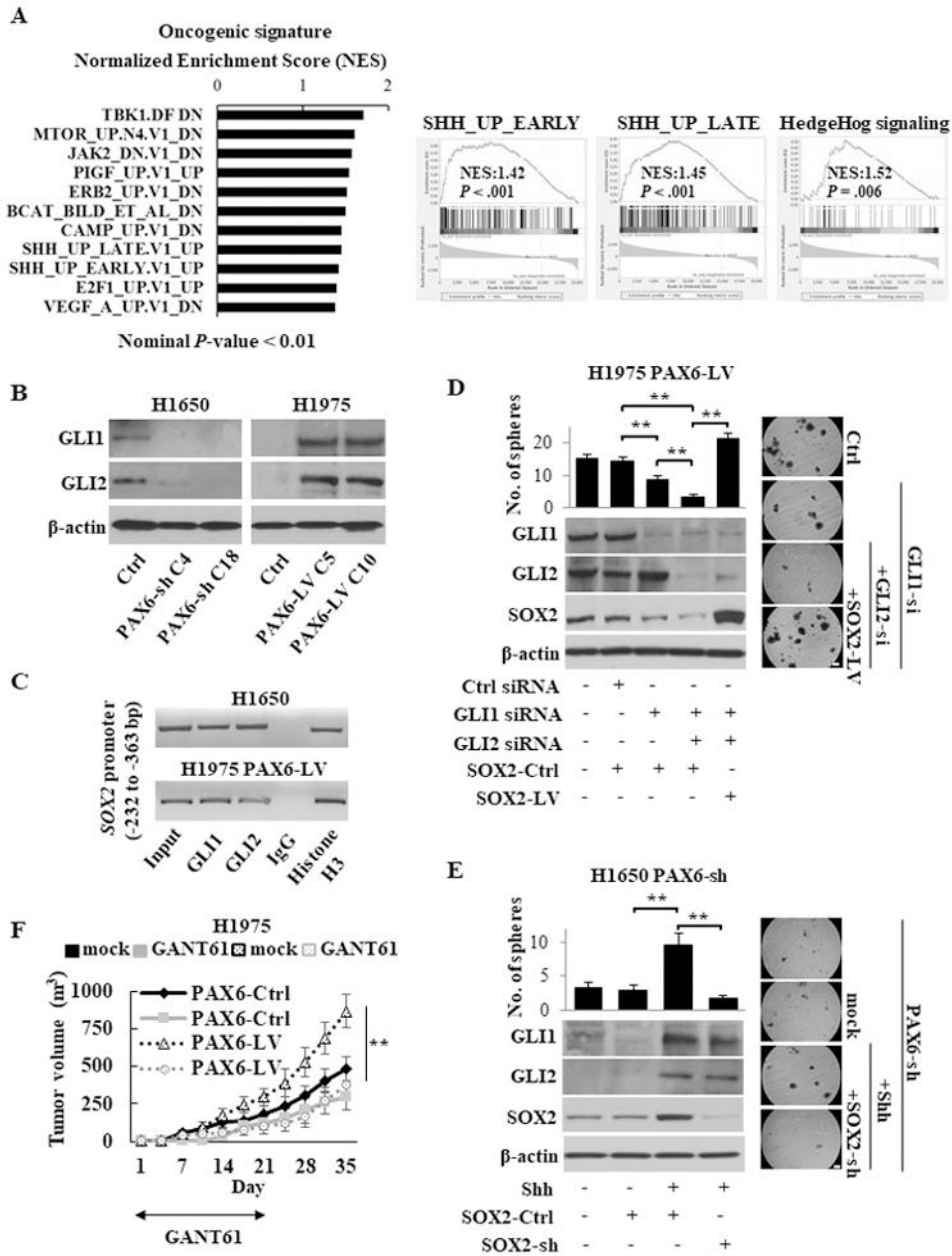 A
Oncogenic signature
Normalized Enrichment Score (NES)
0 1 2
TBK1.DF DN
MTOR_UP.N4.V1_DN
JAK2_DN.V1_DN
PIGF_UP.V1_UP
ERB2_UP.V1_DN
BCAT_BILD_ET_AL_DN
CAMP_UP.V1_DN
SHH_UP_LATE.V1_UP
SHH_UP_EARLY.V1_UP
E2F1_UP.V1_UP
VEGF_A_UP.V1_DN
Nominal P-value < 0.01
SHH_UP_EARLY
NES:1.42
P < .001
SHH_UP_LATE
NES:1.45
P < .001
HedgeHog signaling
NES:1.52
P = .006
B
H1650 H1975
GLI1
GLI2
β-actin
Ctrl
PAX6-sh C4
PAX6-sh C18
Ctrl
PAX6-LV C5
PAX6-LV C10
C
H1650
H1975 PAX6-LV
SOX2 promoter
(-232 to -363 bp)
Input
GLI1
GLI2
IgG
Histone
H3
D
H1975 PAX6-LV
** ** ** **
No. of spheres
20
10
0
GLI1
GLI2
SOX2
β-actin
Ctrl siRNA - + - - -
GLI1 siRNA - - + + +
GLI2 siRNA - - - + +
SOX2-Ctrl - + + + -
SOX2-LV - - - - +
Ctrl
GLI1-si
+GLI2-si
+SOX2-LV
E
H1650 PAX6-sh
** **
No. of spheres
10
5
0
GLI1
GLI2
SOX2
β-actin
Shh - - + +
SOX2-Ctrl - + + -
SOX2-sh - - - +
PAX6-sh
mock
+Shh
+SOX2-sh
F
H1975
mock GANT61 mock GANT61
Tumor volume (m³)
1000
750
500
250
0
PAX6-Ctrl
PAX6-Ctrl
PAX6-LV
PAX6-LV
**
1 7 14 21 28 35
Day
GANT61